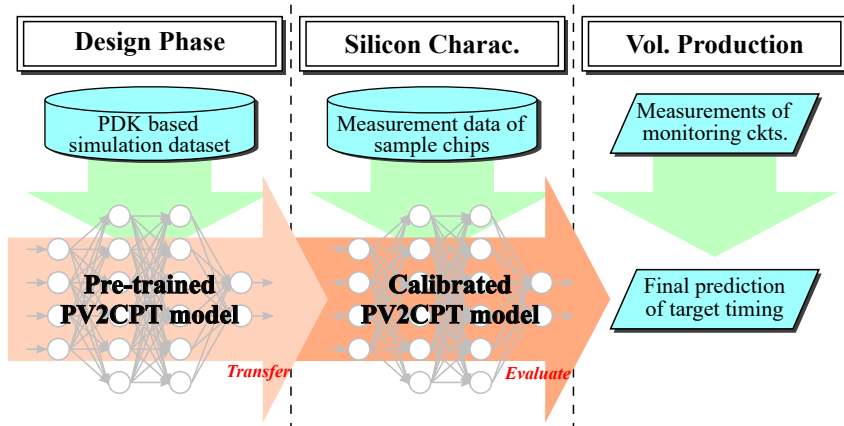 Design Phase
Silicon Charac.
Vol. Production
PDK based
simulation dataset
Measurement data of
sample chips
Measurements of
monitoring ckts.
Pre-trained
PV2CPT model
Transfer
Calibrated
PV2CPT model
Evaluate
Final prediction
of target timing